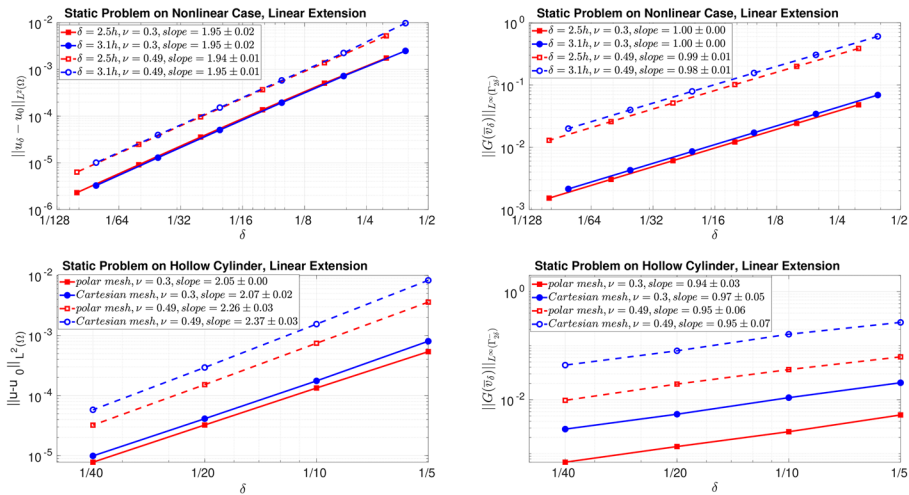 Static Problem on Nonlinear Case, Linear Extension
δ = 2.5h, ν = 0.3, slope = 1.95 ± 0.02
δ = 3.1h, ν = 0.3, slope = 1.95 ± 0.02
δ = 2.5h, ν = 0.49, slope = 1.94 ± 0.01
δ = 3.1h, ν = 0.49, slope = 1.95 ± 0.01
||u_δ − u_0||_{L^2(Ω)}
10^-2
10^-3
10^-4
10^-5
10^-6
1/128 1/64 1/32 1/16 1/8 1/4 1/2
δ
Static Problem on Nonlinear Case, Linear Extension
δ = 2.5h, ν = 0.3, slope = 1.00 ± 0.00
δ = 3.1h, ν = 0.3, slope = 1.00 ± 0.00
δ = 2.5h, ν = 0.49, slope = 0.99 ± 0.01
δ = 3.1h, ν = 0.49, slope = 0.98 ± 0.01
10^0
10^-1
10^-2
10^-3
1/128 1/64 1/32 1/16 1/8 1/4 1/2
δ
Static Problem on Hollow Cylinder, Linear Extension
polar mesh, ν = 0.3, slope = 2.05 ± 0.00
Cartesian mesh, ν = 0.3, slope = 2.07 ± 0.02
polar mesh, ν = 0.49, slope = 2.26 ± 0.03
Cartesian mesh, ν = 0.49, slope = 2.37 ± 0.03
||u-u_0||_{L^2(Ω)}
10^-2
10^-3
10^-4
10^-5
1/40 1/20 1/10 1/5
δ
Static Problem on Hollow Cylinder, Linear Extension
polar mesh, ν = 0.3, slope = 0.94 ± 0.03
Cartesian mesh, ν = 0.3, slope = 0.97 ± 0.05
polar mesh, ν = 0.49, slope = 0.95 ± 0.06
Cartesian mesh, ν = 0.49, slope = 0.95 ± 0.07
10^0
10^-2
1/40 1/20 1/10 1/5
δ